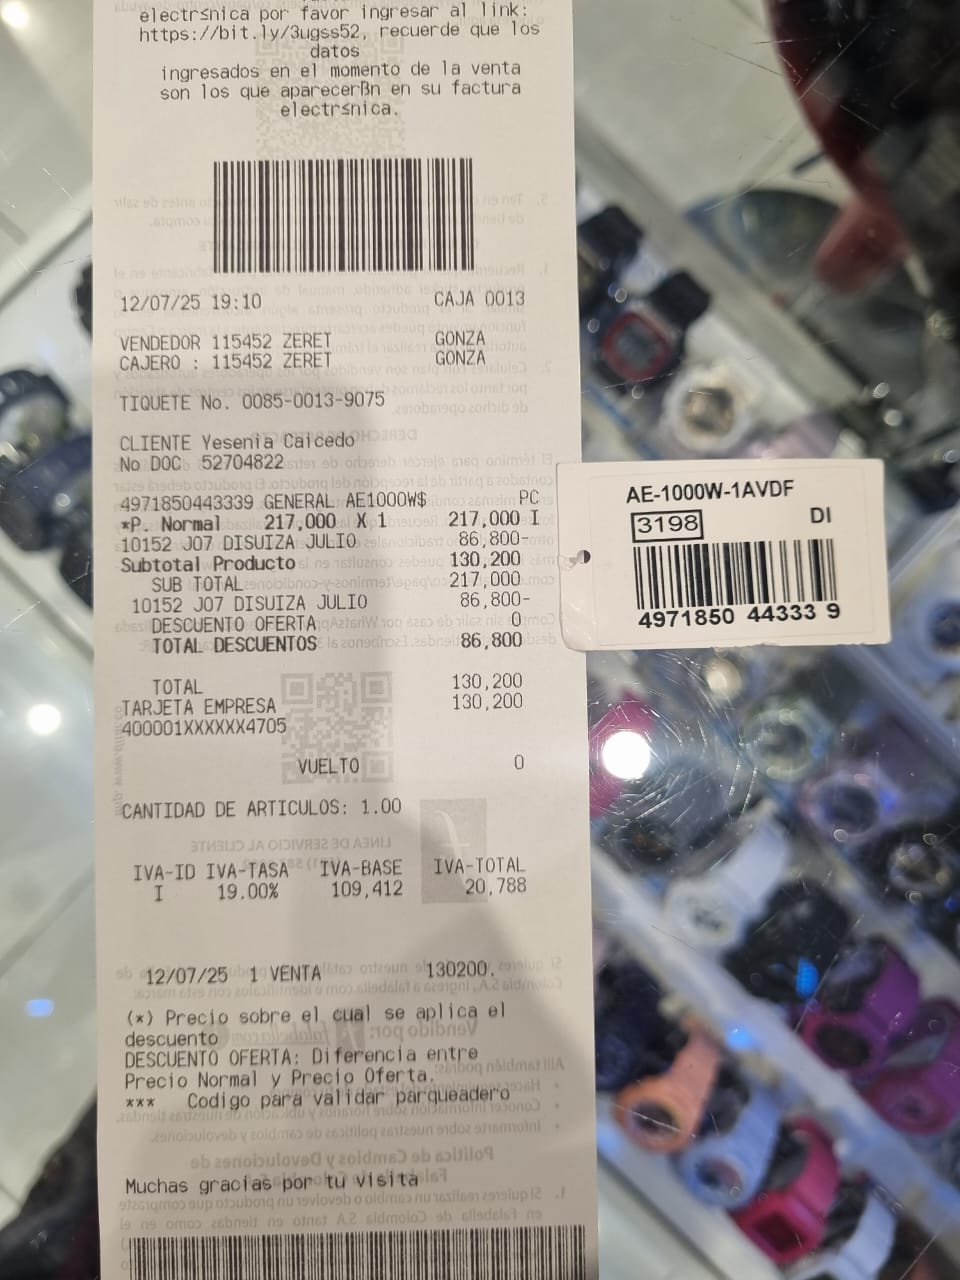 electr≤nica por favor ingresar al link:
https://bit.ly/3ugss52, recuerde que los
datos
ingresados en el momento de la venta
son los que aparecerßn en su factura
electr≤nica.
12/07/25 19:10 CAJA 0013
VENDEDOR 115452 ZERET GONZA
CAJERO : 115452 ZERET GONZA
TIQUETE No. 0085-0013-9075
CLIENTE Yesenia Caicedo
No DOC 52704822
4971850443339 GENERAL AE1000W$ PC
*P. Normal 217,000 X 1 217,000 I
10152 J07 DISUIZA JULIO 86,800-
Subtotal Producto 130,200
SUB TOTAL 217,000
10152 J07 DISUIZA JULIO 86,800-
DESCUENTO OFERTA 0
TOTAL DESCUENTOS 86,800
TOTAL 130,200
TARJETA EMPRESA 130,200
400001XXXXXX4705
VUELTO 0
CANTIDAD DE ARTICULOS: 1.00
IVA-ID IVA-TASA IVA-BASE IVA-TOTAL
I 19.00% 109,412 20,788
12/07/25 1 VENTA 130200.
(*) Precio sobre el cual se aplica el
descuento
DESCUENTO OFERTA: Diferencia entre
Precio Normal y Precio Oferta.
*** Codigo para validar parqueadero
Muchas gracias por tu visita
AE-1000W-1AVDF
3198 DI
4971850 44333 9